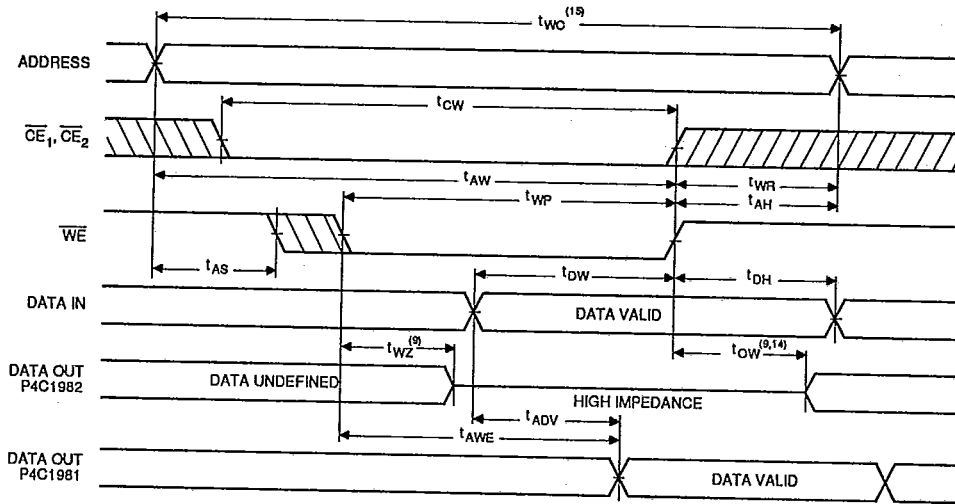 tWC(15)
ADDRESS
tCW
CE1, CE2
tAW
tWR
tWP
tAH
WE
tAS
tDW
tDH
DATA IN
DATA VALID
tWZ(9)
tOW(9,14)
DATA OUT
P4C1982
DATA UNDEFINED
HIGH IMPEDANCE
tADV
tAWE
DATA OUT
P4C1981
DATA VALID